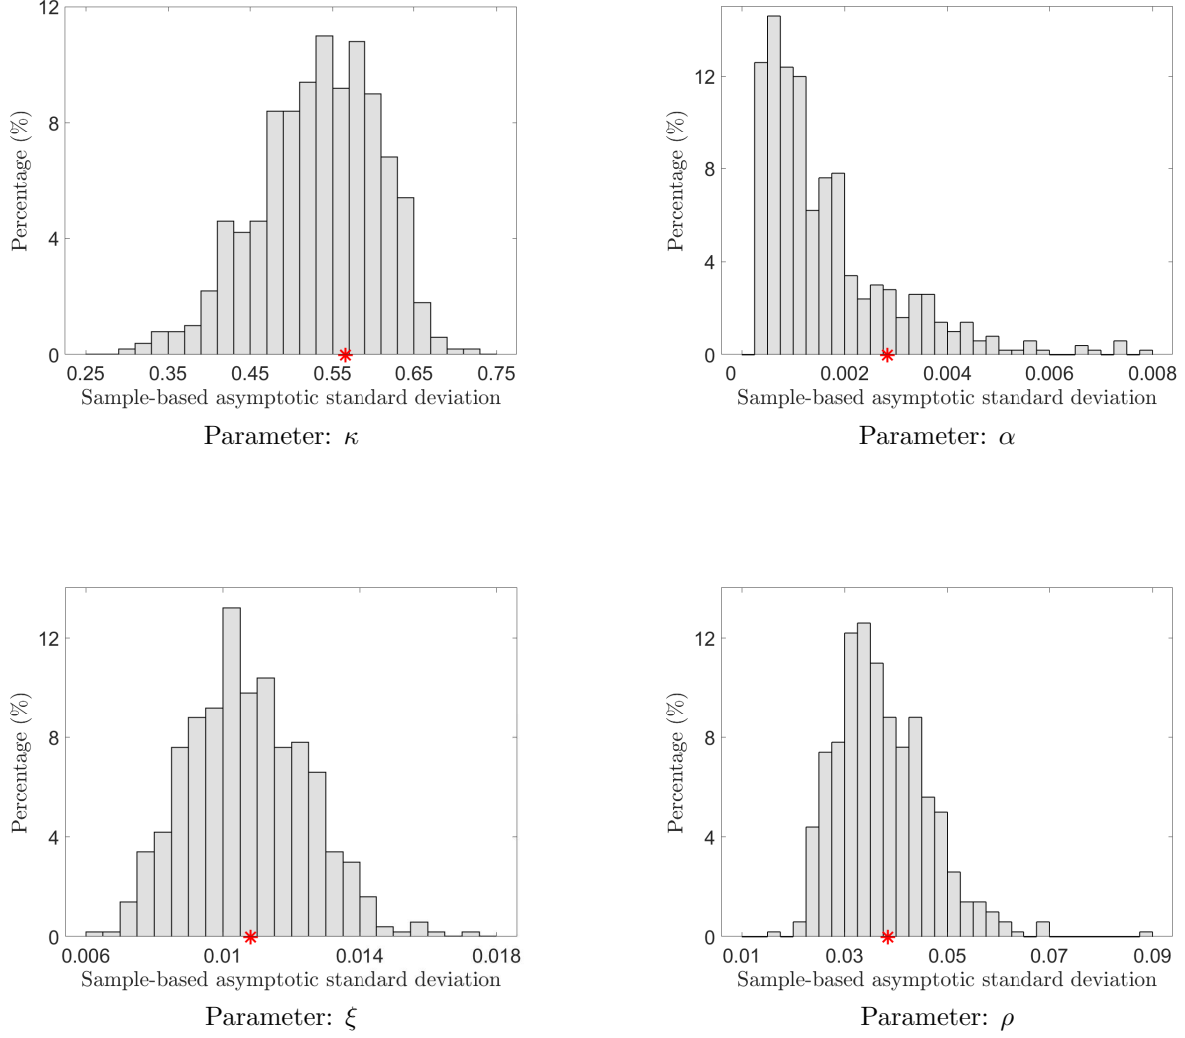 12
8
4
0
Percentage (%)
0.25 0.35 0.45 0.55 0.65 0.75
Sample-based asymptotic standard deviation
Parameter: κ
12
8
4
0
Percentage (%)
0 0.002 0.004 0.006 0.008
Sample-based asymptotic standard deviation
Parameter: α
12
8
4
0
Percentage (%)
0.006 0.01 0.014 0.018
Sample-based asymptotic standard deviation
Parameter: ξ
12
8
4
0
Percentage (%)
0.01 0.03 0.05 0.07 0.09
Sample-based asymptotic standard deviation
Parameter: ρ